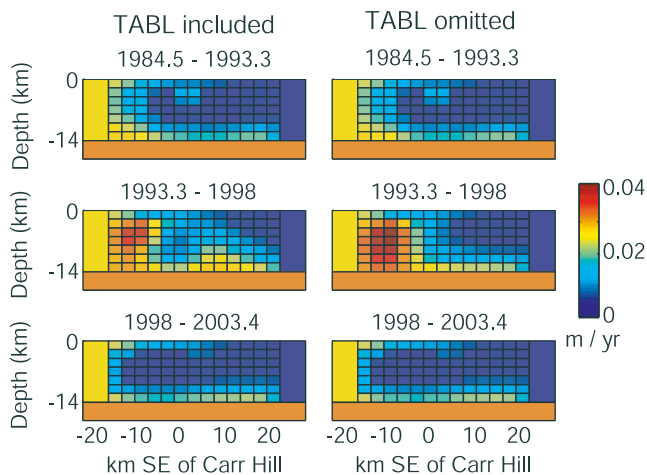 TABL included
TABL omitted
1984.5 - 1993.3
1984.5 - 1993.3
Depth (km)
0
-14
1993.3 - 1998
1993.3 - 1998
Depth (km)
0
-14
0.04
0.02
0
m / yr
1998 - 2003.4
1998 - 2003.4
Depth (km)
0
-14
-20 -10 0 10 20
-20 -10 0 10 20
km SE of Carr Hill
km SE of Carr Hill